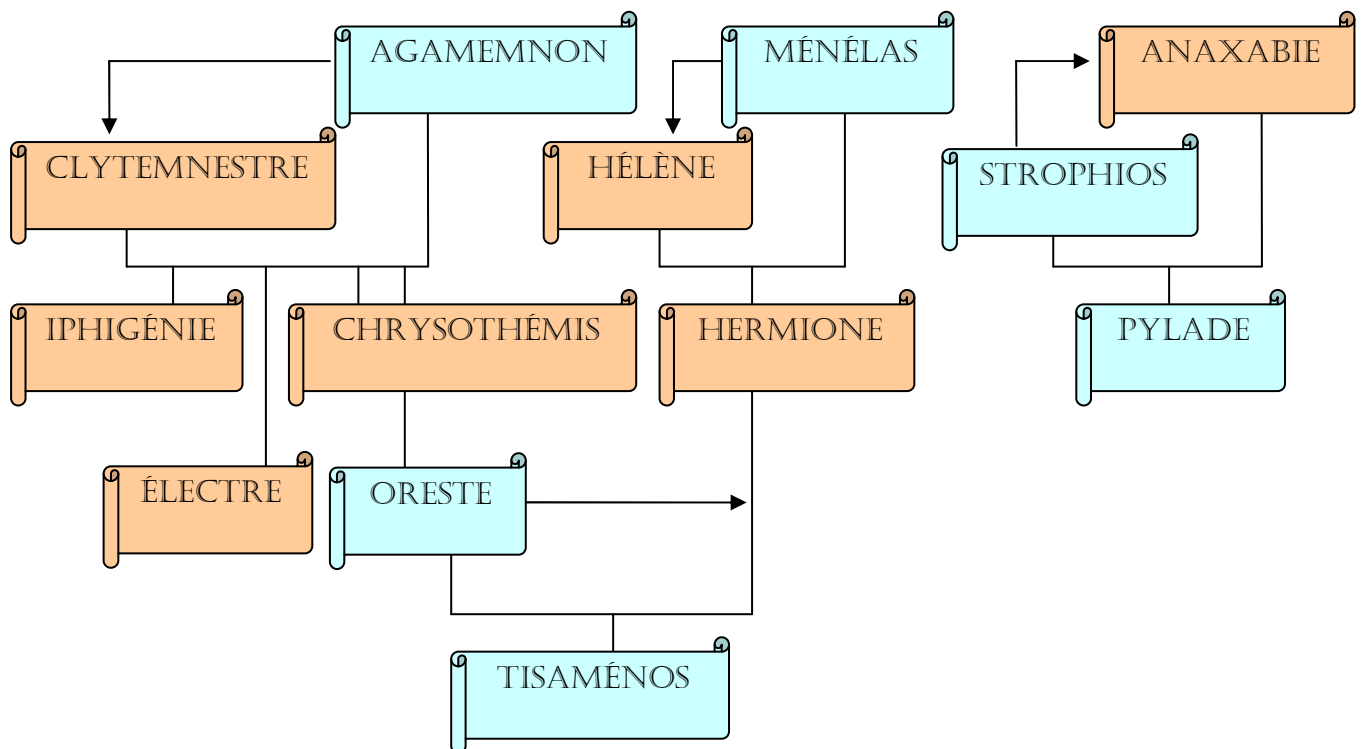 AGAMEMNON
MÉNÉLAS
ANAXABIE
CLYTEMNESTRE
HÉLÈNE
STROPHIOS
IPHIGÉNIE
CHRYSOTHÉMIS
HERMIONE
PYLADE
ÉLECTRE
ORESTE
TISAMÉNOS